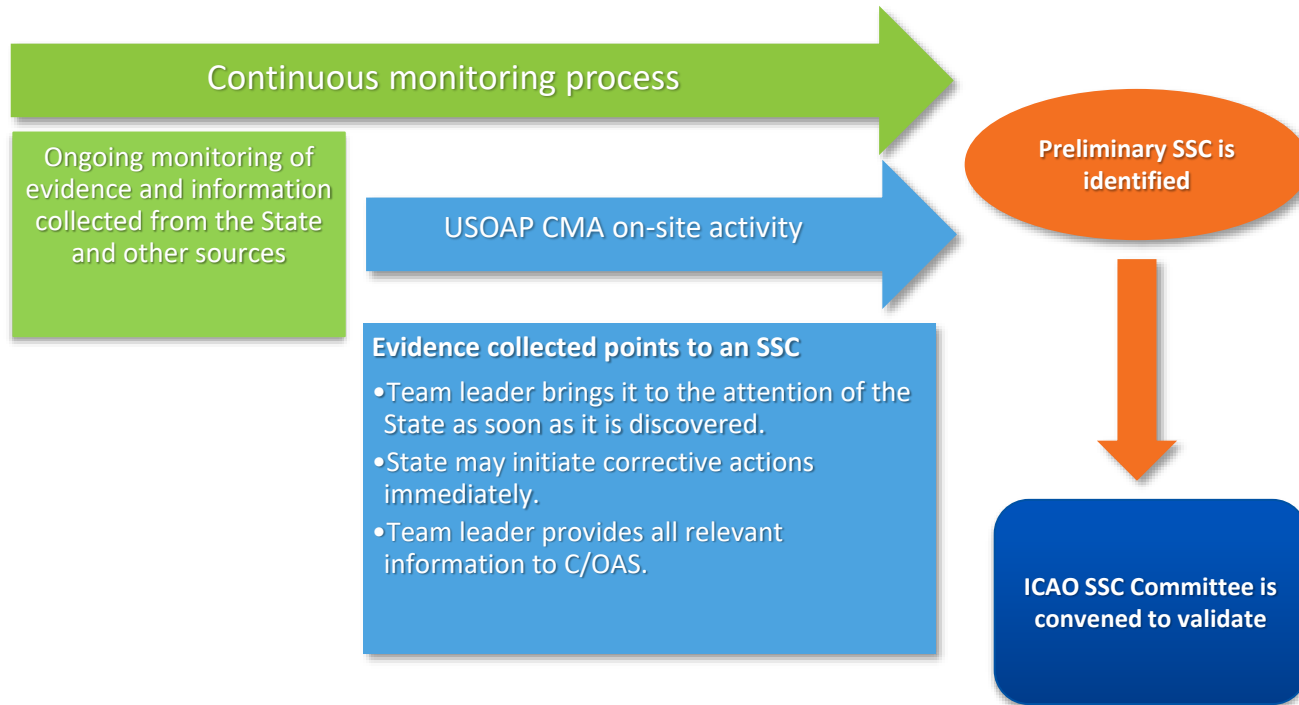 Continuous monitoring process
Ongoing monitoring of
evidence and information
collected from the State
and other sources
USOAP CMA on-site activity
Evidence collected points to an SSC
•Team leader brings it to the attention of the
State as soon as it is discovered.
•State may initiate corrective actions
immediately.
•Team leader provides all relevant
information to C/OAS.
Preliminary SSC is
identified
ICAO SSC Committee is
convened to validate